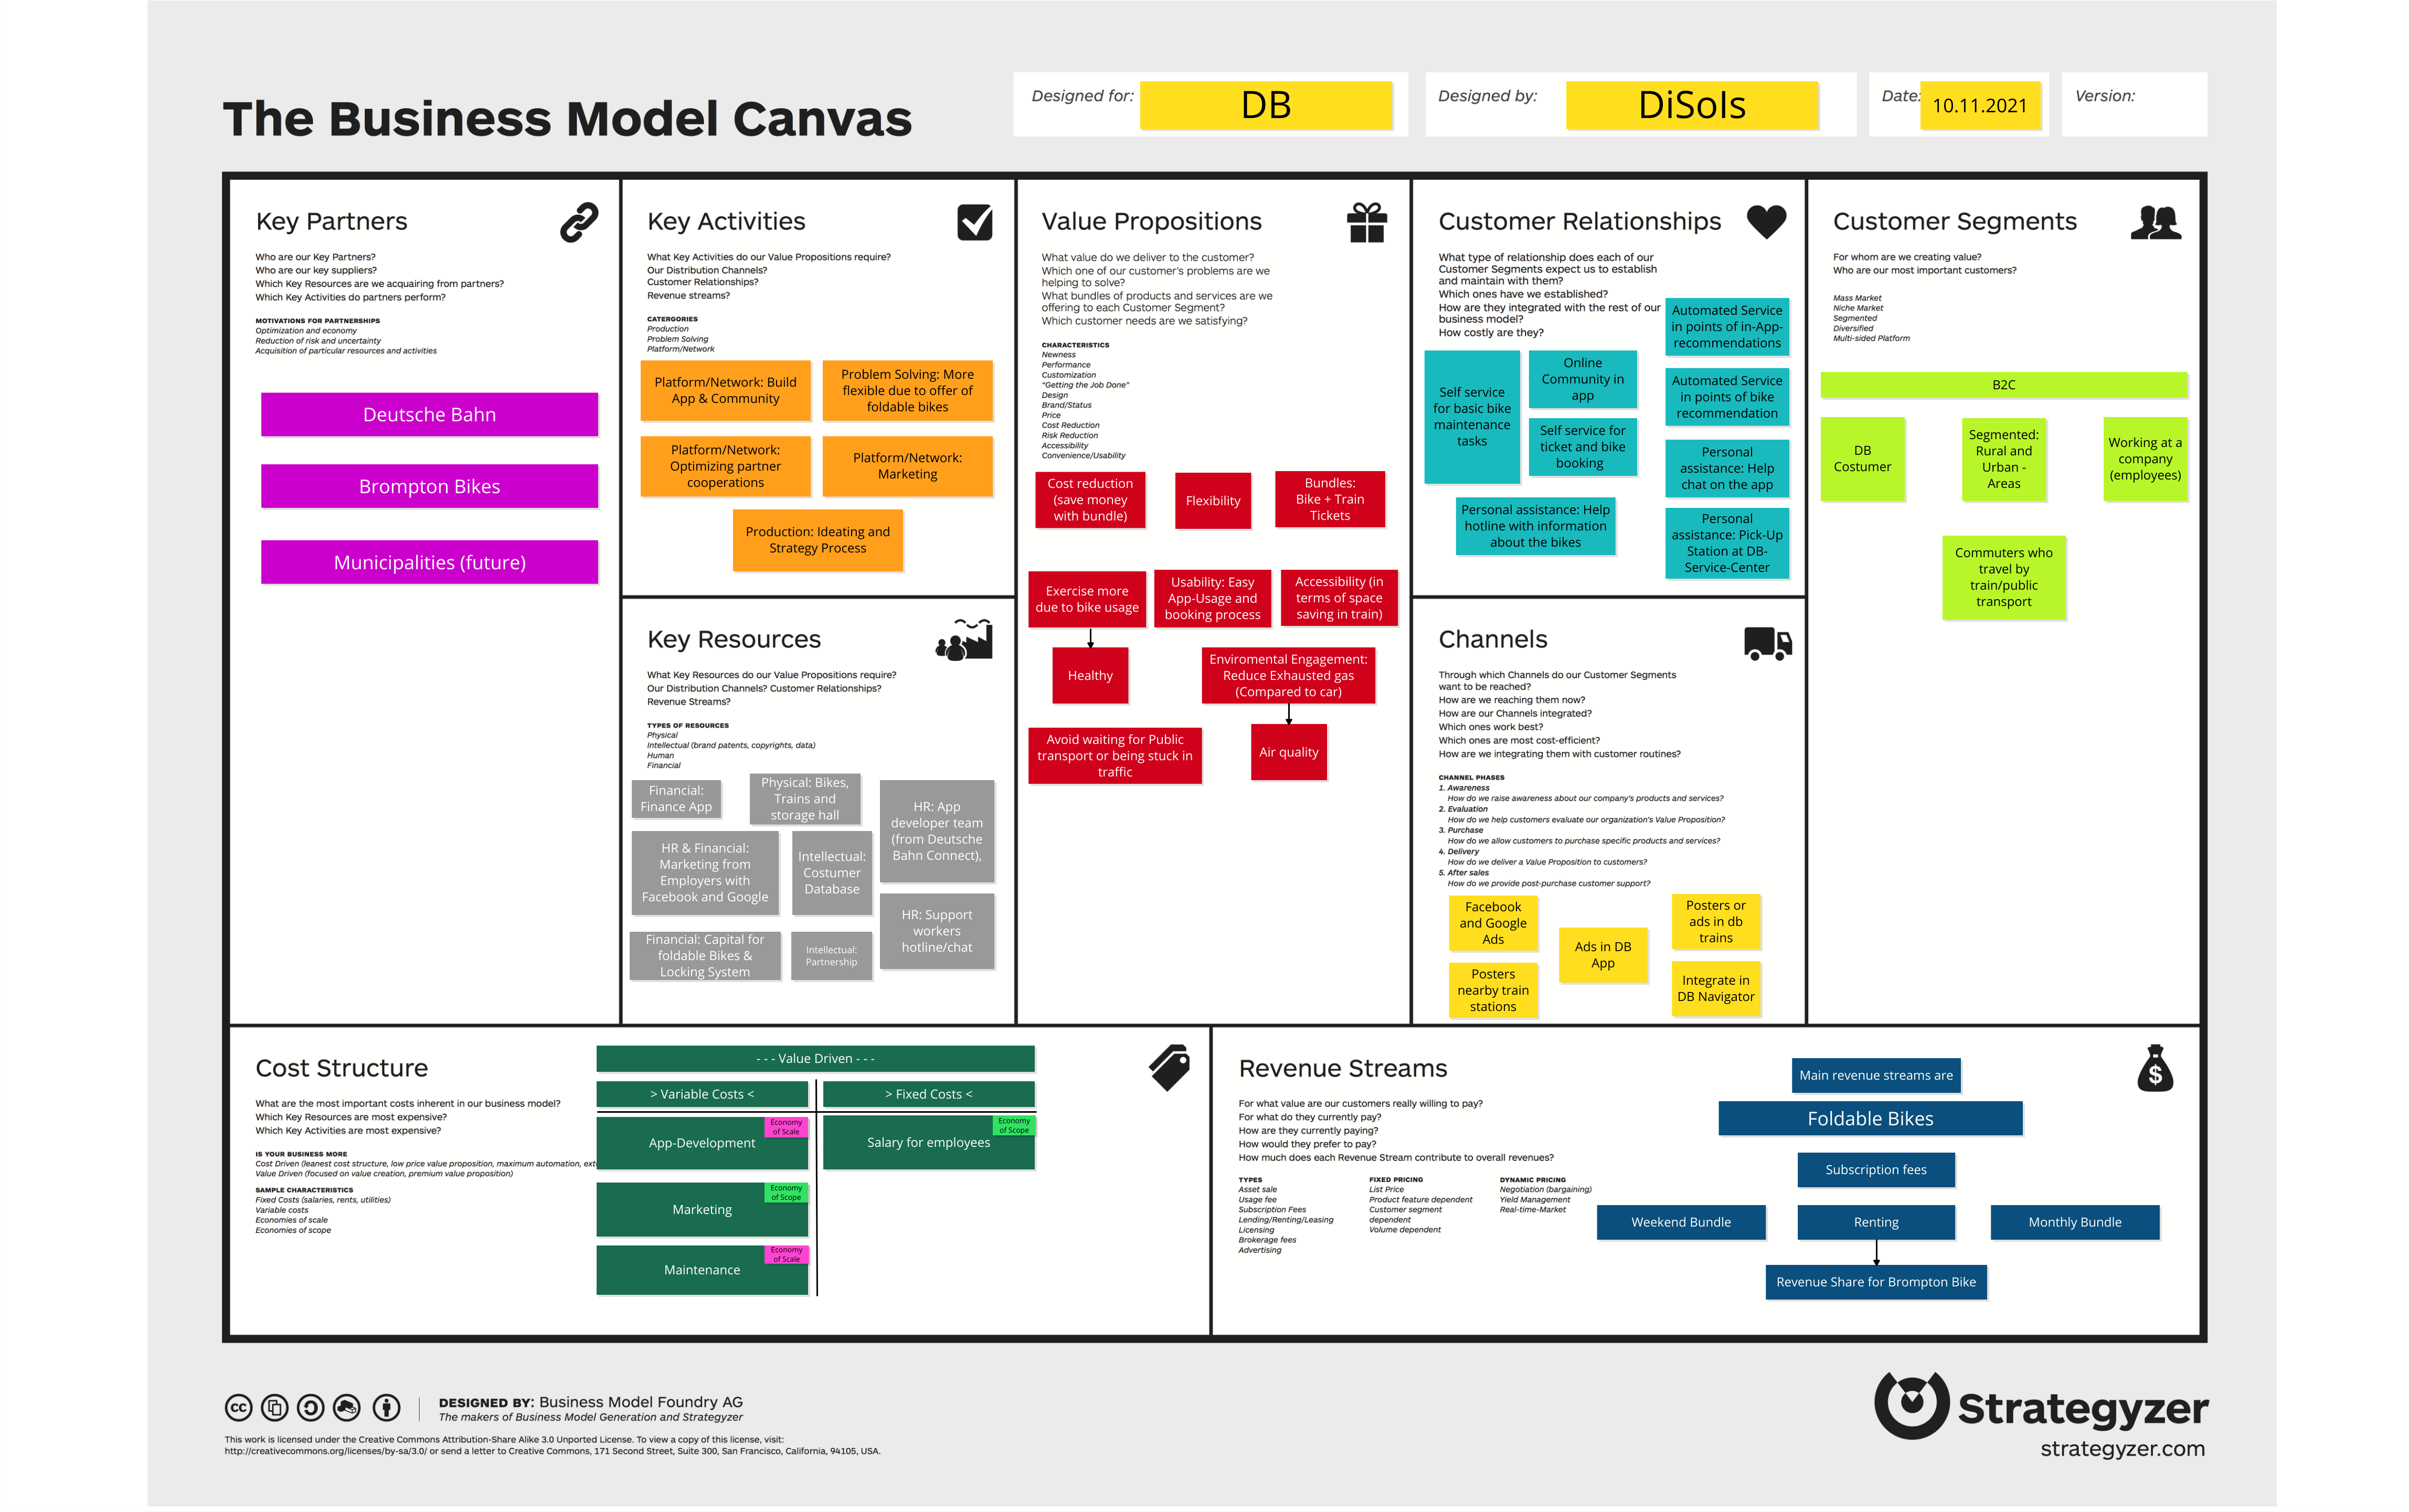 The Business Model Canvas
Designed for:
DB
Designed by:
DiSols
Date:
10.11.2021
Version:
Key Partners
Who are our Key Partners?
Who are our key suppliers?
Which Key Resources are we acquairing from partners?
Which Key Activities do partners perform?
MOTIVATIONS FOR PARTNERSHIPS
Optimization and economy
Reduction of risk and uncertainty
Acquisition of particular resources and activities
Deutsche Bahn
Brompton Bikes
Municipalities (future)
Key Activities
What Key Activities do our Value Propositions require?
Our Distribution Channels?
Customer Relationships?
Revenue streams?
CATERGORIES
Production
Problem Solving
Platform/Network
Platform/Network: Build
App & Community
Problem Solving: More
flexible due to offer of
foldable bikes
Platform/Network:
Optimizing partner
cooperations
Platform/Network:
Marketing
Production: Ideating and
Strategy Process
Key Resources
What Key Resources do our Value Propositions require?
Our Distribution Channels? Customer Relationships?
Revenue Streams?
TYPES OF RESOURCES
Physical
Intellectual (brand patents, copyrights, data)
Human
Financial
Financial:
Finance App
Physical: Bikes,
Trains and
storage hall
HR: App
developer team
(from Deutsche
Bahn Connect),
HR & Financial:
Marketing from
Employers with
Facebook and Google
Intellectual:
Costumer
Database
HR: Support
workers
hotline/chat
Financial: Capital for
foldable Bikes &
Locking System
Intellectual:
Partnership
Value Propositions
What value do we deliver to the customer?
Which one of our customer's problems are we
helping to solve?
What bundles of products and services are we
offering to each Customer Segment?
Which customer needs are we satisfying?
CHARACTERISTICS
Newness
Performance
Customization
"Getting the Job Done"
Design
Brand/Status
Price
Cost Reduction
Risk Reduction
Accessibility
Convenience/Usability
Cost reduction
(save money
with bundle)
Flexibility
Bundles:
Bike + Train
Tickets
Exercise more
due to bike usage
Usability: Easy
App-Usage and
booking process
Accessibility (in
terms of space
saving in train)
Healthy
Enviromental Engagement:
Reduce Exhausted gas
(Compared to car)
Avoid waiting for Public
transport or being stuck in
traffic
Air quality
Customer Relationships
What type of relationship does each of our
Customer Segments expect us to establish
and maintain with them?
Which ones have we established?
How are they integrated with the rest of our
business model?
How costly are they?
Automated Service
in points of in-App-
recommendations
Self service
for basic bike
maintenance
tasks
Online
Community in
app
Automated Service
in points of bike
recommendation
Self service for
ticket and bike
booking
Personal
assistance: Help
chat on the app
Personal assistance: Help
hotline with information
about the bikes
Personal
assistance: Pick-Up
Station at DB-
Service-Center
Channels
Through which Channels do our Customer Segments
want to be reached?
How are we reaching them now?
How are our Channels integrated?
Which ones work best?
Which ones are most cost-efficient?
How are we integrating them with customer routines?
CHANNEL PHASES
1. Awareness
How do we raise awareness about our company's products and services?
2. Evaluation
How do we help customers evaluate our organization's Value Proposition?
3. Purchase
How do we allow customers to purchase specific products and services?
4. Delivery
How do we deliver a Value Proposition to customers?
5. After sales
How do we provide post-purchase customer support?
Facebook
and Google
Ads
Ads in DB
App
Posters or
ads in db
trains
Posters
nearby train
stations
Integrate in
DB Navigator
Customer Segments
For whom are we creating value?
Who are our most important customers?
Mass Market
Niche Market
Segmented
Diversified
Multi-sided Platform
B2C
DB
Costumer
Segmented:
Rural and
Urban -
Areas
Working at a
company
(employees)
Commuters who
travel by
train/public
transport
Cost Structure
What are the most important costs inherent in our business model?
Which Key Resources are most expensive?
Which Key Activities are most expensive?
IS YOUR BUSINESS MORE
Cost Driven (leanest cost structure, low price value proposition, maximum automation, ext
Value Driven (focused on value creation, premium value proposition)
SAMPLE CHARACTERISTICS
Fixed Costs (salaries, rents, utilities)
Variable costs
Economies of scale
Economies of scope
- - - Value Driven - - -
> Variable Costs <
> Fixed Costs <
App-Development
Economy
of Scale
Salary for employees
Economy
of Scope
Marketing
Economy
of Scope
Maintenance
Economy
of Scale
Revenue Streams
For what value are our customers really willing to pay?
For what do they currently pay?
How are they currently paying?
How would they prefer to pay?
How much does each Revenue Stream contribute to overall revenues?
TYPES
Asset sale
Usage fee
Subscription Fees
Lending/Renting/Leasing
Licensing
Brokerage fees
Advertising
FIXED PRICING
List Price
Product feature dependent
Customer segment
dependent
Volume dependent
DYNAMIC PRICING
Negotiation (bargaining)
Yield Management
Real-time-Market
Main revenue streams are
Foldable Bikes
Subscription fees
Weekend Bundle
Renting
Monthly Bundle
Revenue Share for Brompton Bike
cc
DESIGNED BY: Business Model Foundry AG
The makers of Business Model Generation and Strategyzer
This work is licensed under the Creative Commons Attribution-Share Alike 3.0 Unported License. To view a copy of this license, visit:
http://creativecommons.org/licenses/by-sa/3.0/ or send a letter to Creative Commons, 171 Second Street, Suite 300, San Francisco, California, 94105, USA.
Strategyzer
strategyzer.com